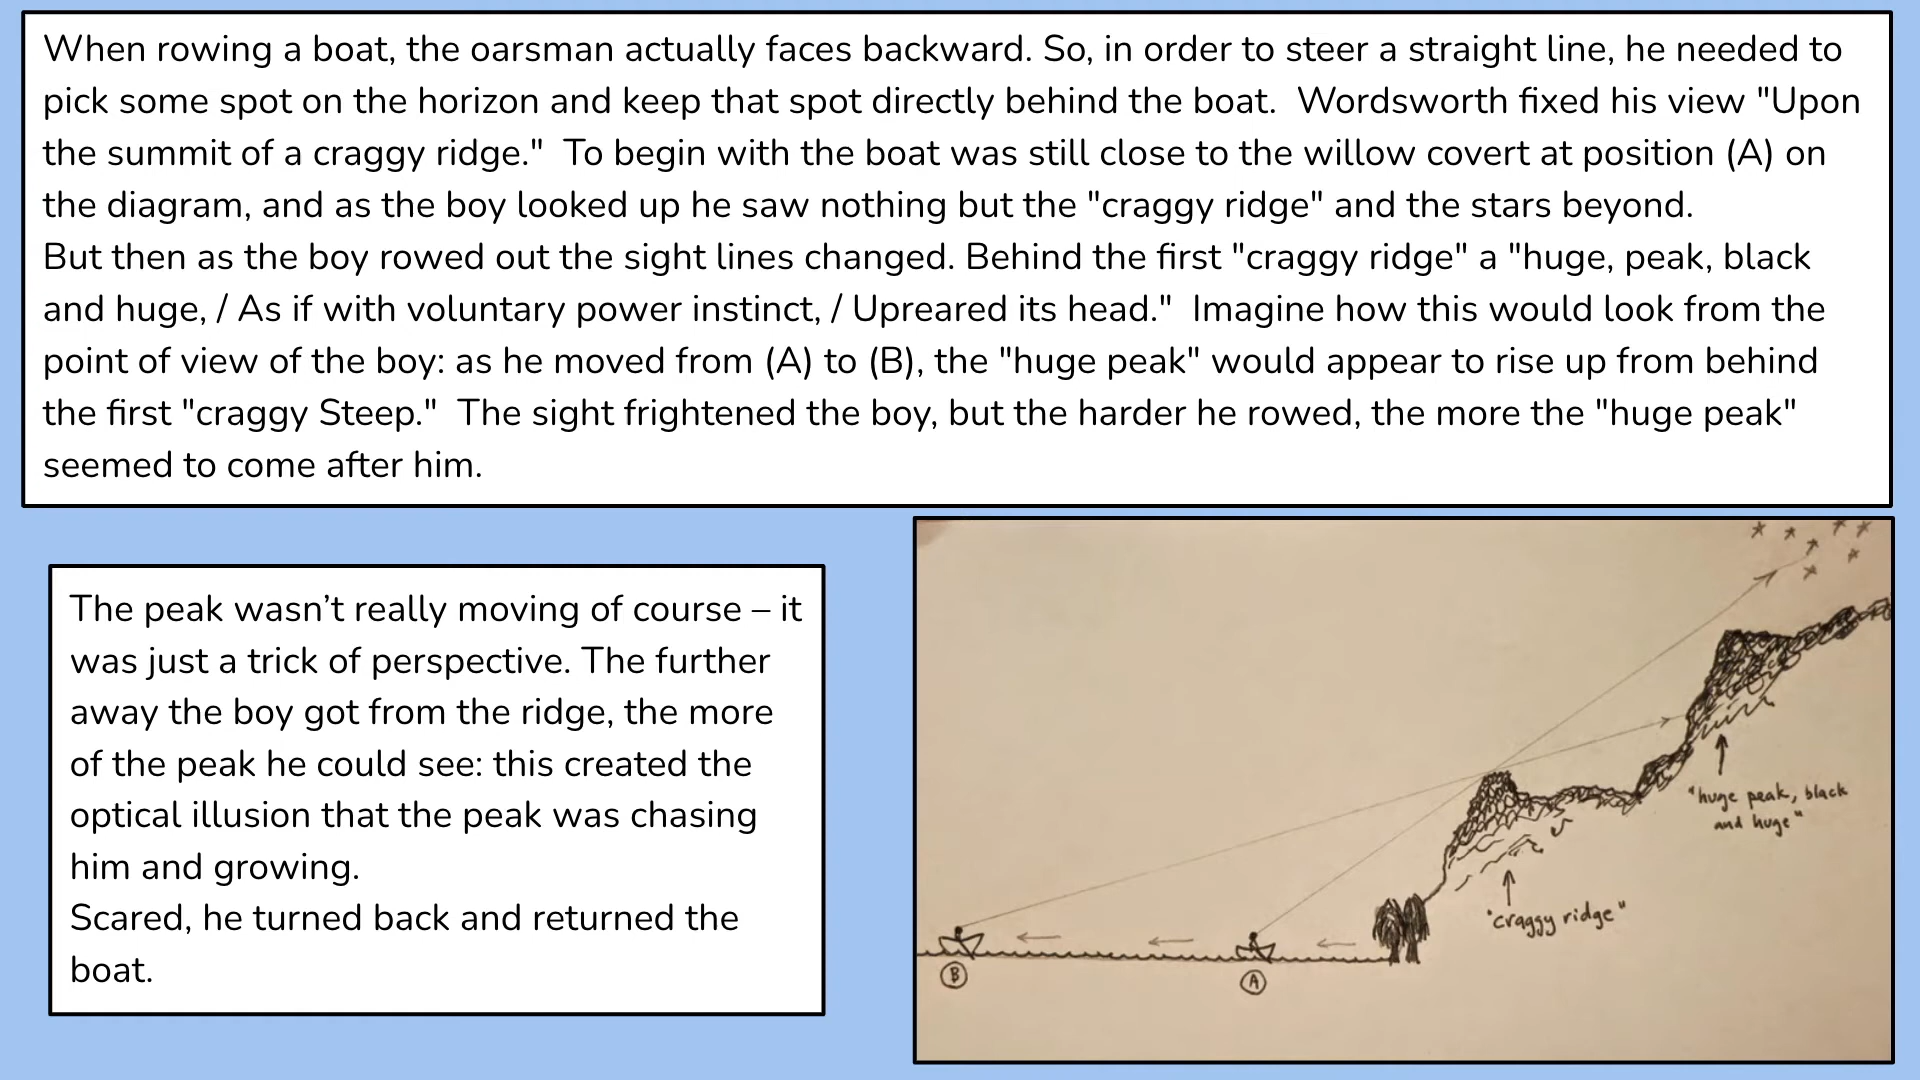 When rowing a boat, the oarsman actually faces backward. So, in order to steer a straight line, he needed to
pick some spot on the horizon and keep that spot directly behind the boat.  Wordsworth fixed his view "Upon
the summit of a craggy ridge."  To begin with the boat was still close to the willow covert at position (A) on
the diagram, and as the boy looked up he saw nothing but the "craggy ridge" and the stars beyond.
But then as the boy rowed out the sight lines changed. Behind the first "craggy ridge" a "huge, peak, black
and huge, / As if with voluntary power instinct, / Upreared its head."  Imagine how this would look from the
point of view of the boy: as he moved from (A) to (B), the "huge peak" would appear to rise up from behind
the first "craggy Steep."  The sight frightened the boy, but the harder he rowed, the more the "huge peak"
seemed to come after him.
The peak wasn’t really moving of course – it
was just a trick of perspective. The further
away the boy got from the ridge, the more
of the peak he could see: this created the
optical illusion that the peak was chasing
him and growing.
Scared, he turned back and returned the
boat.
"huge peak, black
and huge"
"craggy ridge"
B
A